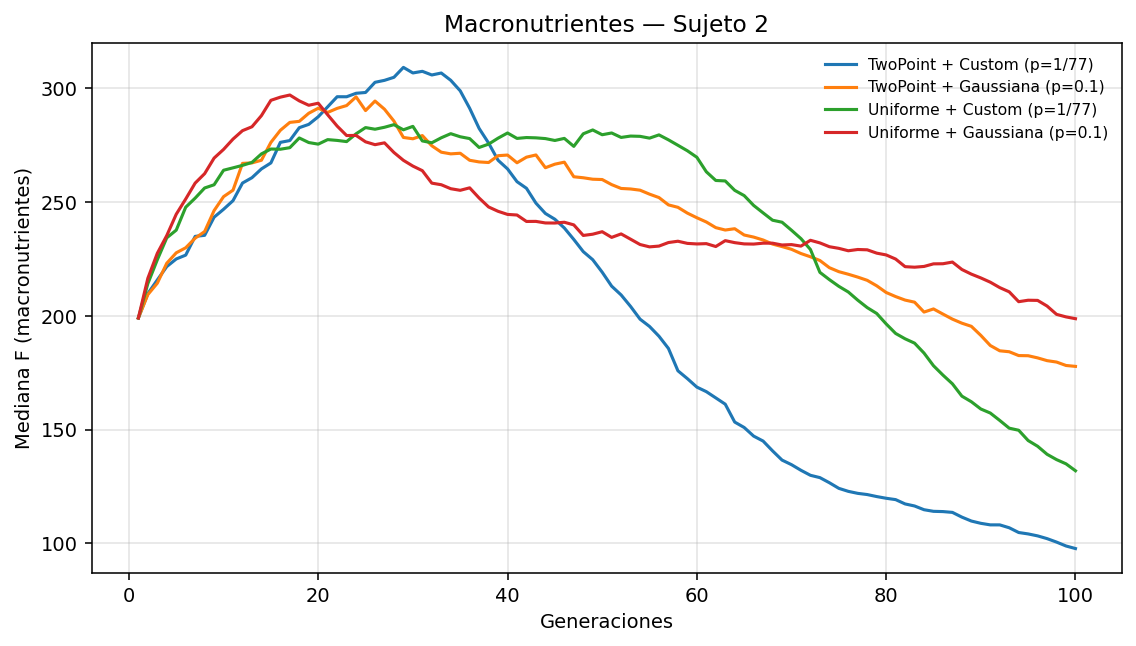 Macronutrientes — Sujeto 2
TwoPoint + Custom (p=1/77)
TwoPoint + Gaussiana (p=0.1)
Uniforme + Custom (p=1/77)
Uniforme + Gaussiana (p=0.1)
Mediana F (macronutrientes)
300
250
200
150
100
0 20 40 60 80 100
Generaciones